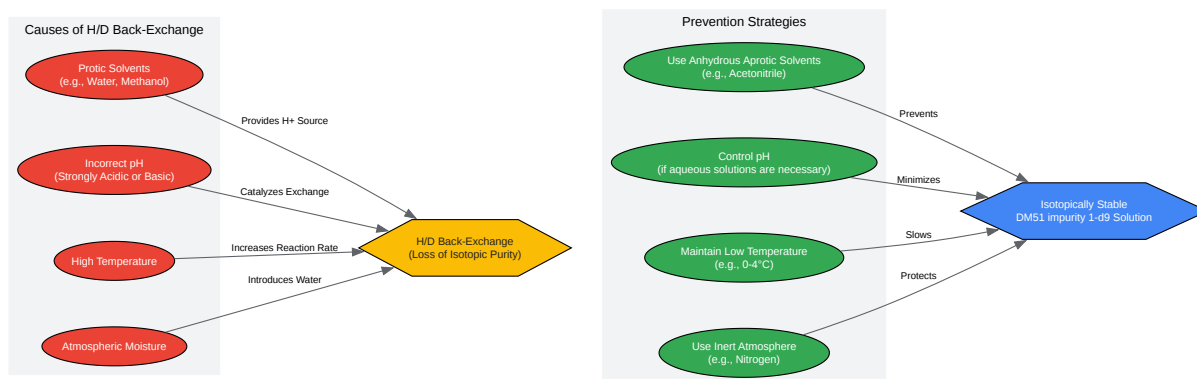 Causes of H/D Back-Exchange
Protic Solvents
(e.g., Water, Methanol)
Provides H+ Source
Incorrect pH
(Strongly Acidic or Basic)
Catalyzes Exchange
High Temperature
Increases Reaction Rate
H/D Back-Exchange
(Loss of Isotopic Purity)
Introduces Water
Atmospheric Moisture
Prevention Strategies
Use Anhydrous Aprotic Solvents
(e.g., Acetonitrile)
Prevents
Control pH
(if aqueous solutions are necessary)
Minimizes
Isotopically Stable
DM51 impurity 1-d9 Solution
Maintain Low Temperature
(e.g., 0-4°C)
Slows
Protects
Use Inert Atmosphere
(e.g., Nitrogen)